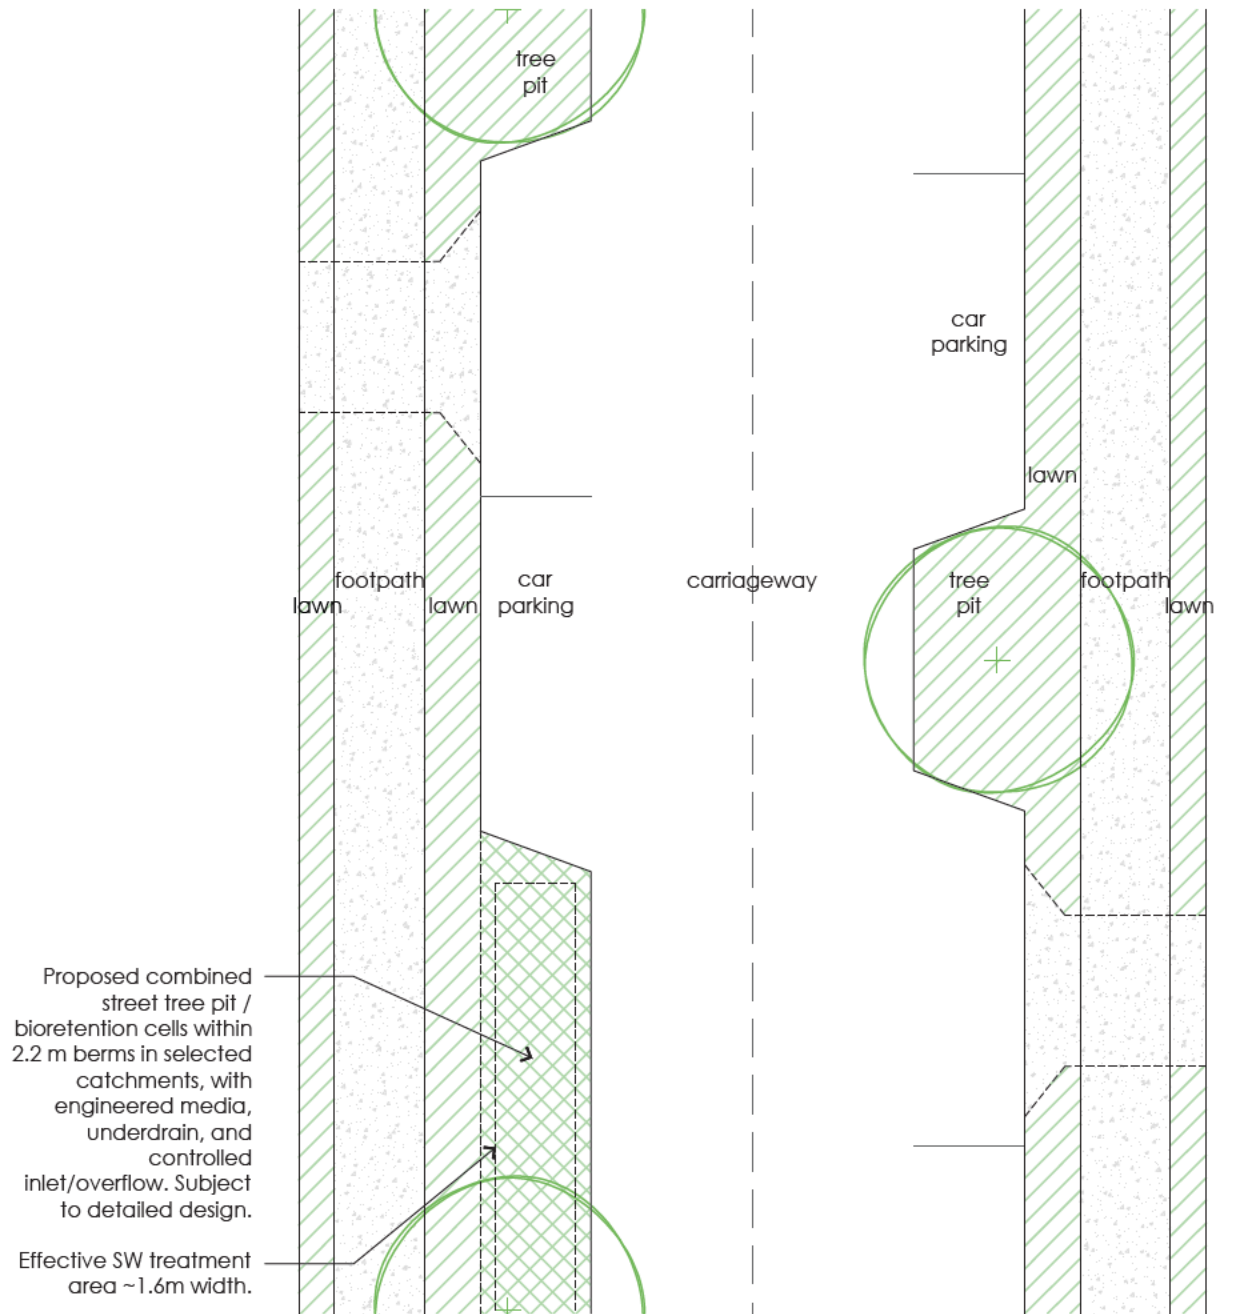 tree
pit
car
parking
lawn
footpath
lawn
lawn
car
parking
carriageway
tree
pit
footpath
lawn
Proposed combined
street tree pit /
bioretention cells within
2.2 m berms in selected
catchments, with
engineered media,
underdrain, and
controlled
inlet/overflow. Subject
to detailed design.
Effective SW treatment
area ~1.6m width.